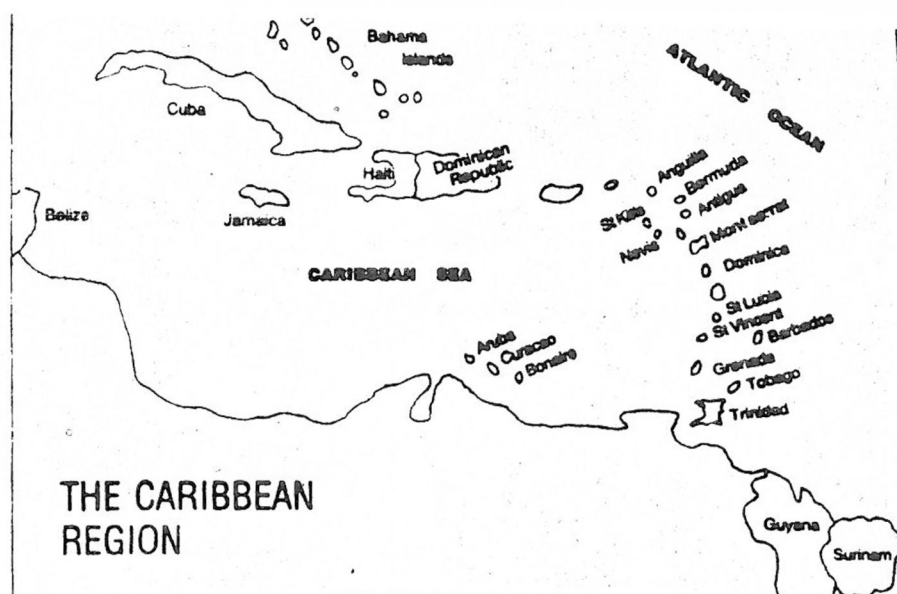 Bahama
Islands
ATLANTIC OCEAN
Cuba
Haiti
Dominican
Republic
Anguilla
Bermuda
Antigua
St Kitts
Nevis
Montserrat
Belize
Jamaica
Dominica
CARIBBEAN SEA
St Lucia
St Vincent
Barbados
Aruba
Curacao
Bonaire
Grenada
Tobago
Trinidad
THE CARIBBEAN
REGION
Guyana
Surinam